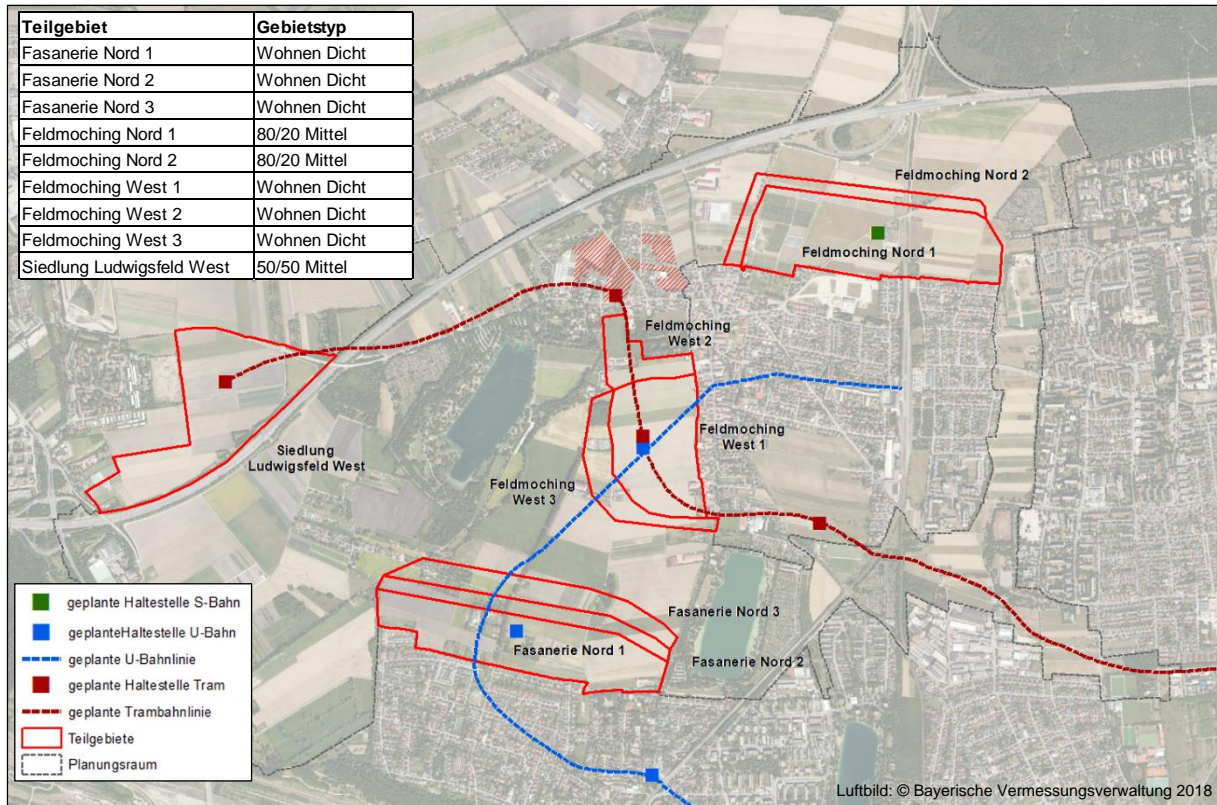 Teilgebiet Gebietstyp
Fasanerie Nord 1 Wohnen Dicht
Fasanerie Nord 2 Wohnen Dicht
Fasanerie Nord 3 Wohnen Dicht
Feldmoching Nord 1 80/20 Mittel
Feldmoching Nord 2 80/20 Mittel
Feldmoching West 1 Wohnen Dicht
Feldmoching West 2 Wohnen Dicht
Feldmoching West 3 Wohnen Dicht
Siedlung Ludwigsfeld West 50/50 Mittel
Feldmoching Nord 2
Feldmoching Nord 1
Feldmoching
West 2
Feldmoching
West 1
Siedlung
Ludwigsfeld West
Feldmoching
West 3
Fasanerie Nord 3
Fasanerie Nord 1
Fasanerie Nord 2
geplante Haltestelle S-Bahn
geplanteHaltestelle U-Bahn
geplante U-Bahnlinie
geplante Haltestelle Tram
geplante Trambahnlinie
Teilgebiete
Planungsraum
Luftbild: © Bayerische Vermessungsverwaltung 2018